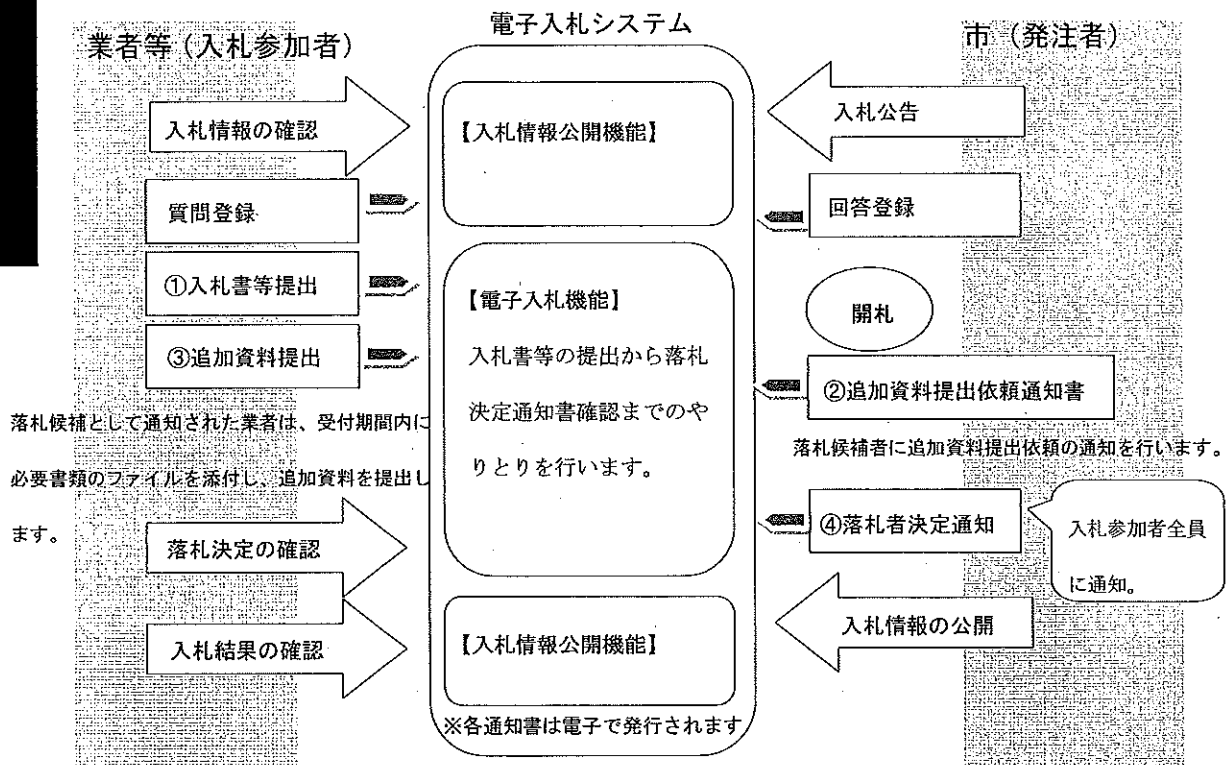 電子入札システム
業者等（入札参加者）
市（発注者）
入札情報の確認
【入札情報公開機能】
入札公告
質問登録
回答登録
①入札書等提出
【電子入札機能】
開札
③追加資料提出
入札書等の提出から落札
決定通知書確認までのや
りとりを行います。
②追加資料提出依頼通知書
落札候補として通知された業者は、受付期間内に
必要書類のファイルを添付し、追加資料を提出し
ます。
落札候補者に追加資料提出依頼の通知を行います。
落札決定の確認
④落札者決定通知
入札参加者全員
に通知。
入札結果の確認
【入札情報公開機能】
入札情報の公開
※各通知書は電子で発行されます